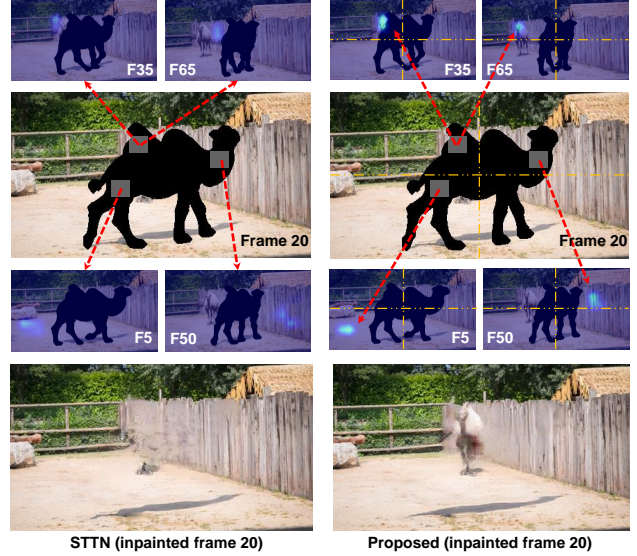 F35
F65
F35
F65
Frame 20
Frame 20
F5
F50
F5
F50
STTN (inpainted frame 20)
Proposed (inpainted frame 20)